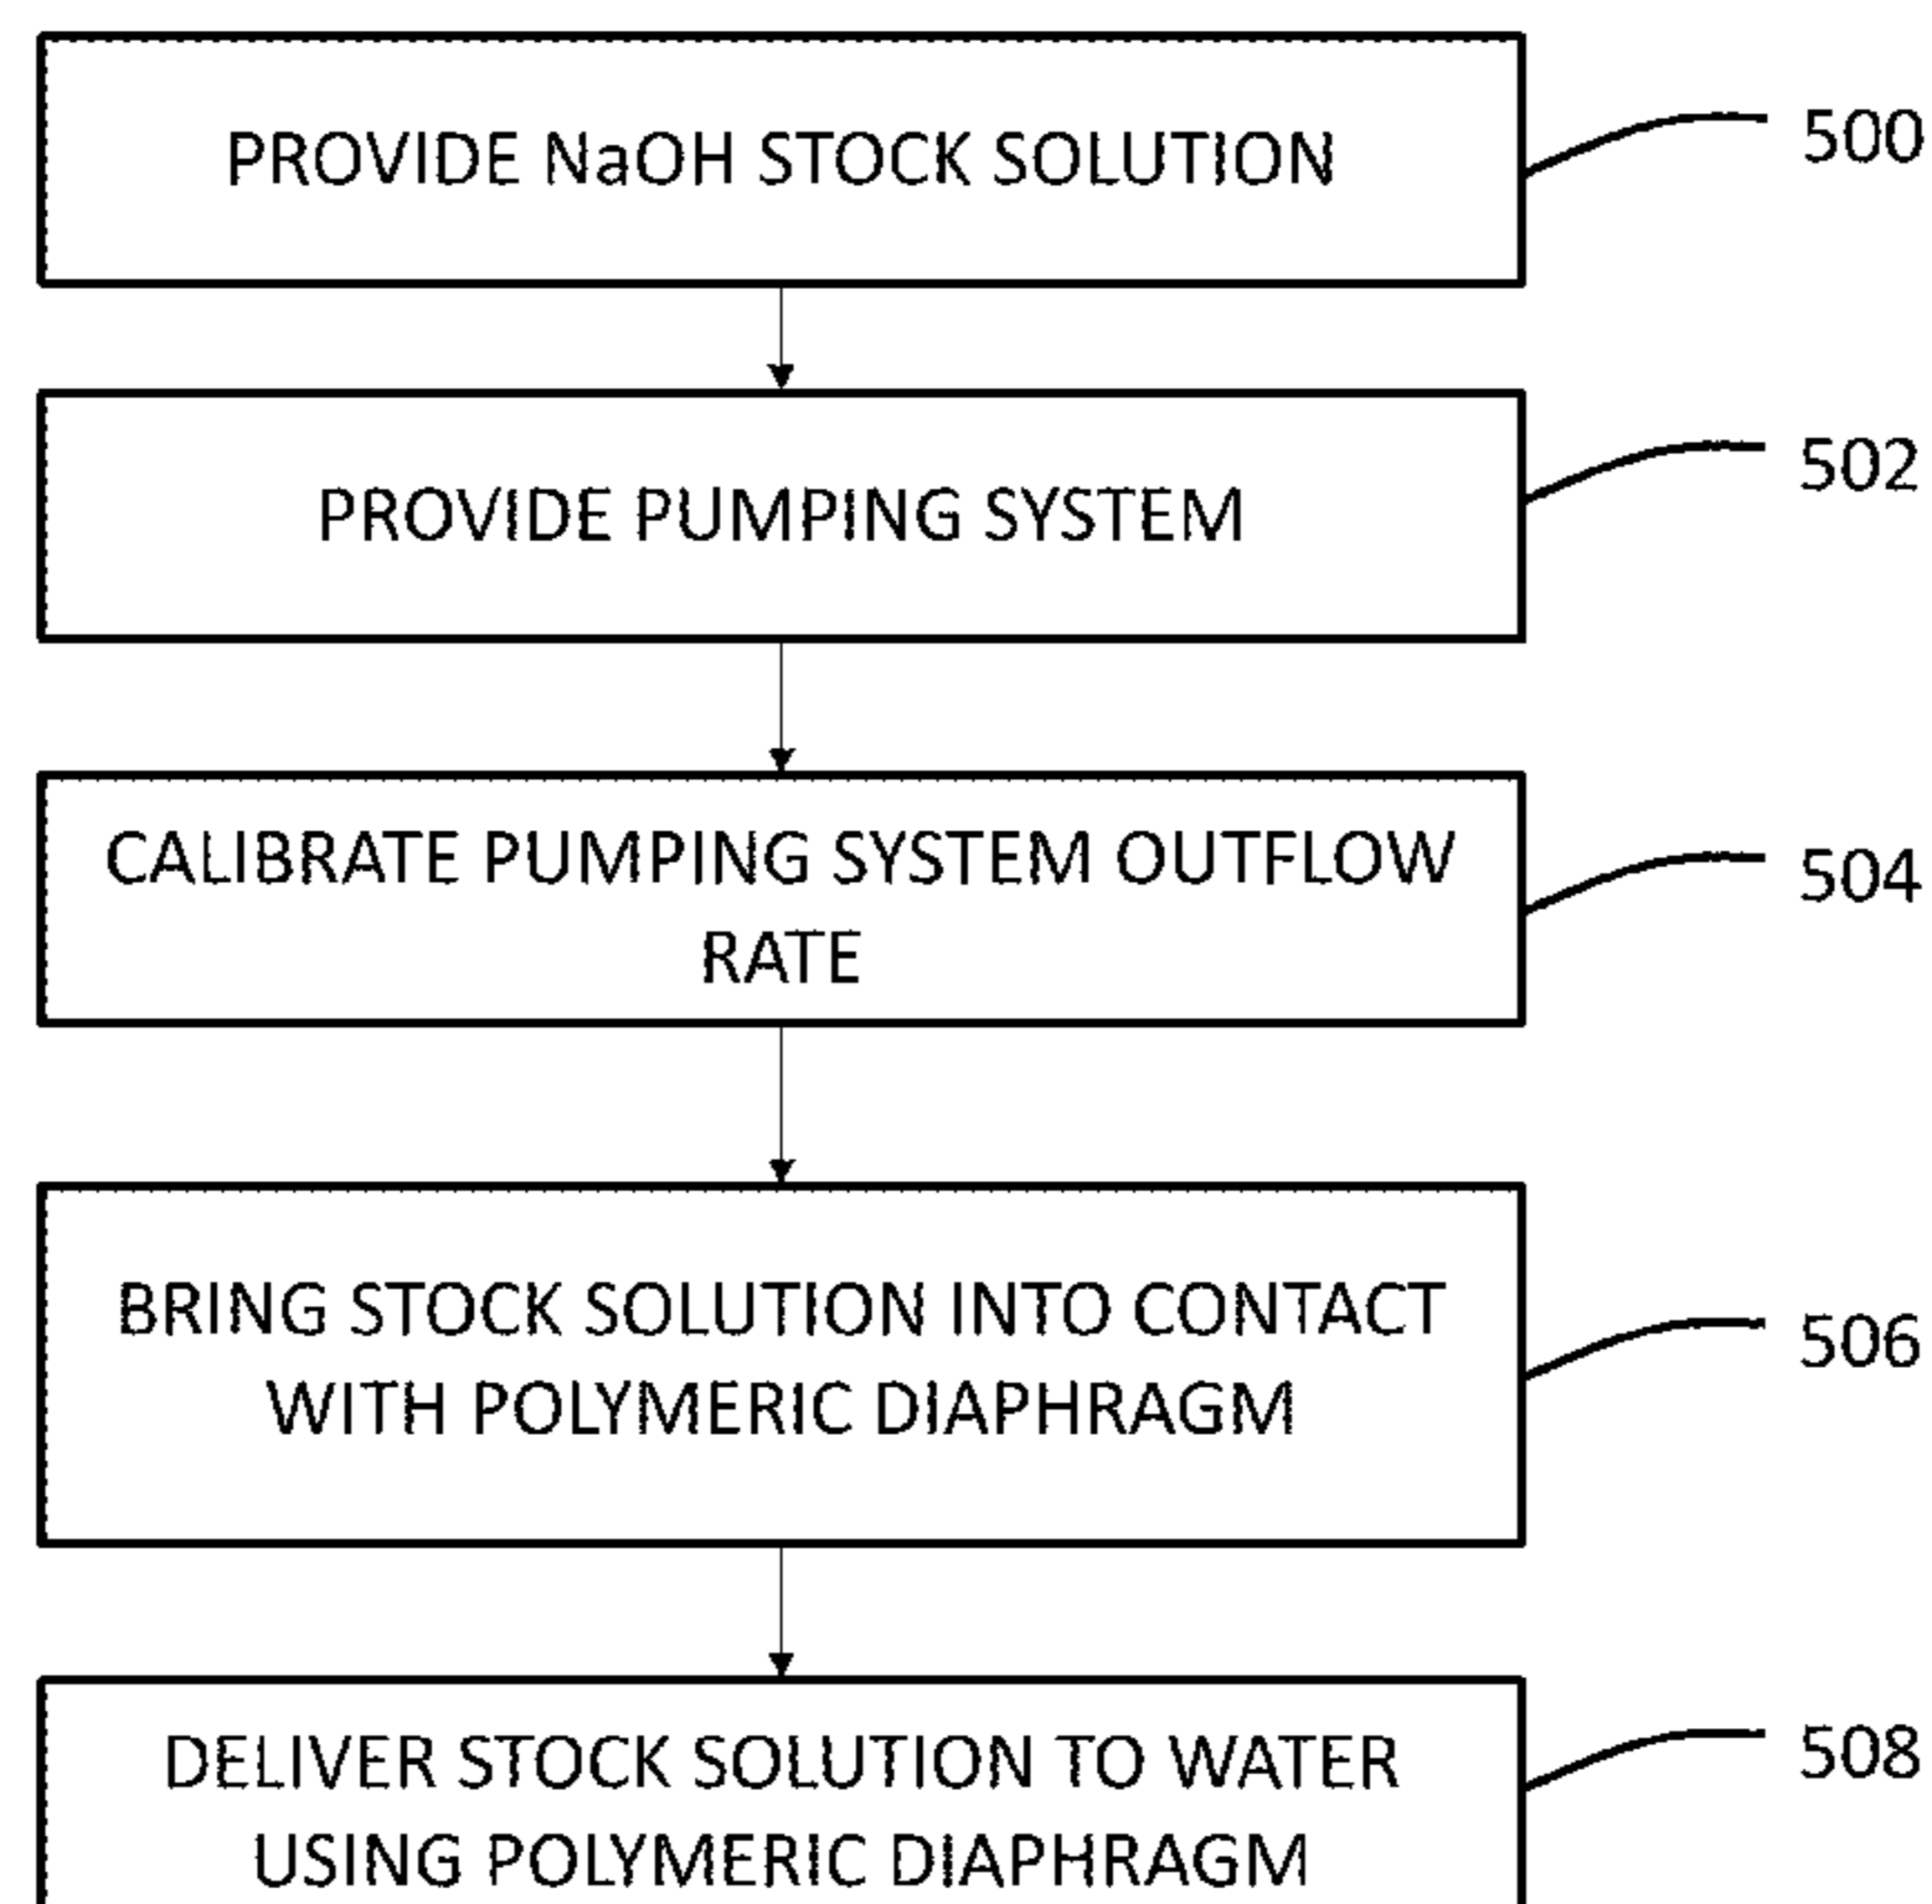 PROVIDE NaOH STOCK SOLUTION
500
PROVIDE PUMPING SYSTEM
502
CALIBRATE PUMPING SYSTEM OUTFLOW
RATE
504
BRING STOCK SOLUTION INTO CONTACT
WITH POLYMERIC DIAPHRAGM
506
DELIVER STOCK SOLUTION TO WATER
USING POLYMERIC DIAPHRAGM
508